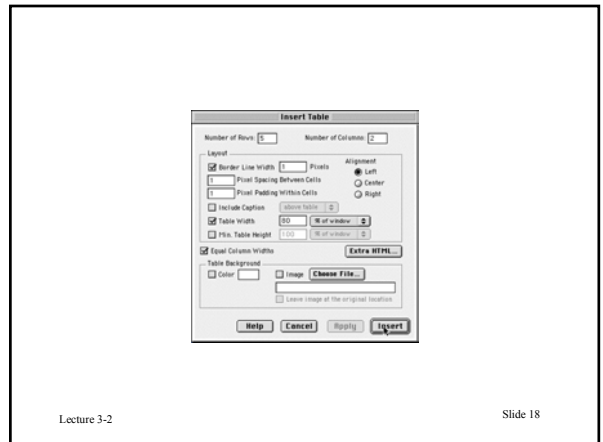 Insert Table
Number of Rows: 5 Number of Columns: 2
Layout
Border Line Width 1 Pixels
Alignment
Left
1 Pixel Spacing Between Cells
Center
1 Pixel Padding Within Cells
Right
Include Caption above table
Table Width 80 % of window
Min. Table Height 100 % of window
Equal Column Widths Extra HTML...
Table Background
Color Image Choose File...
Leave image at the original location
Help Cancel Apply Insert
Lecture 3-2 Slide 18